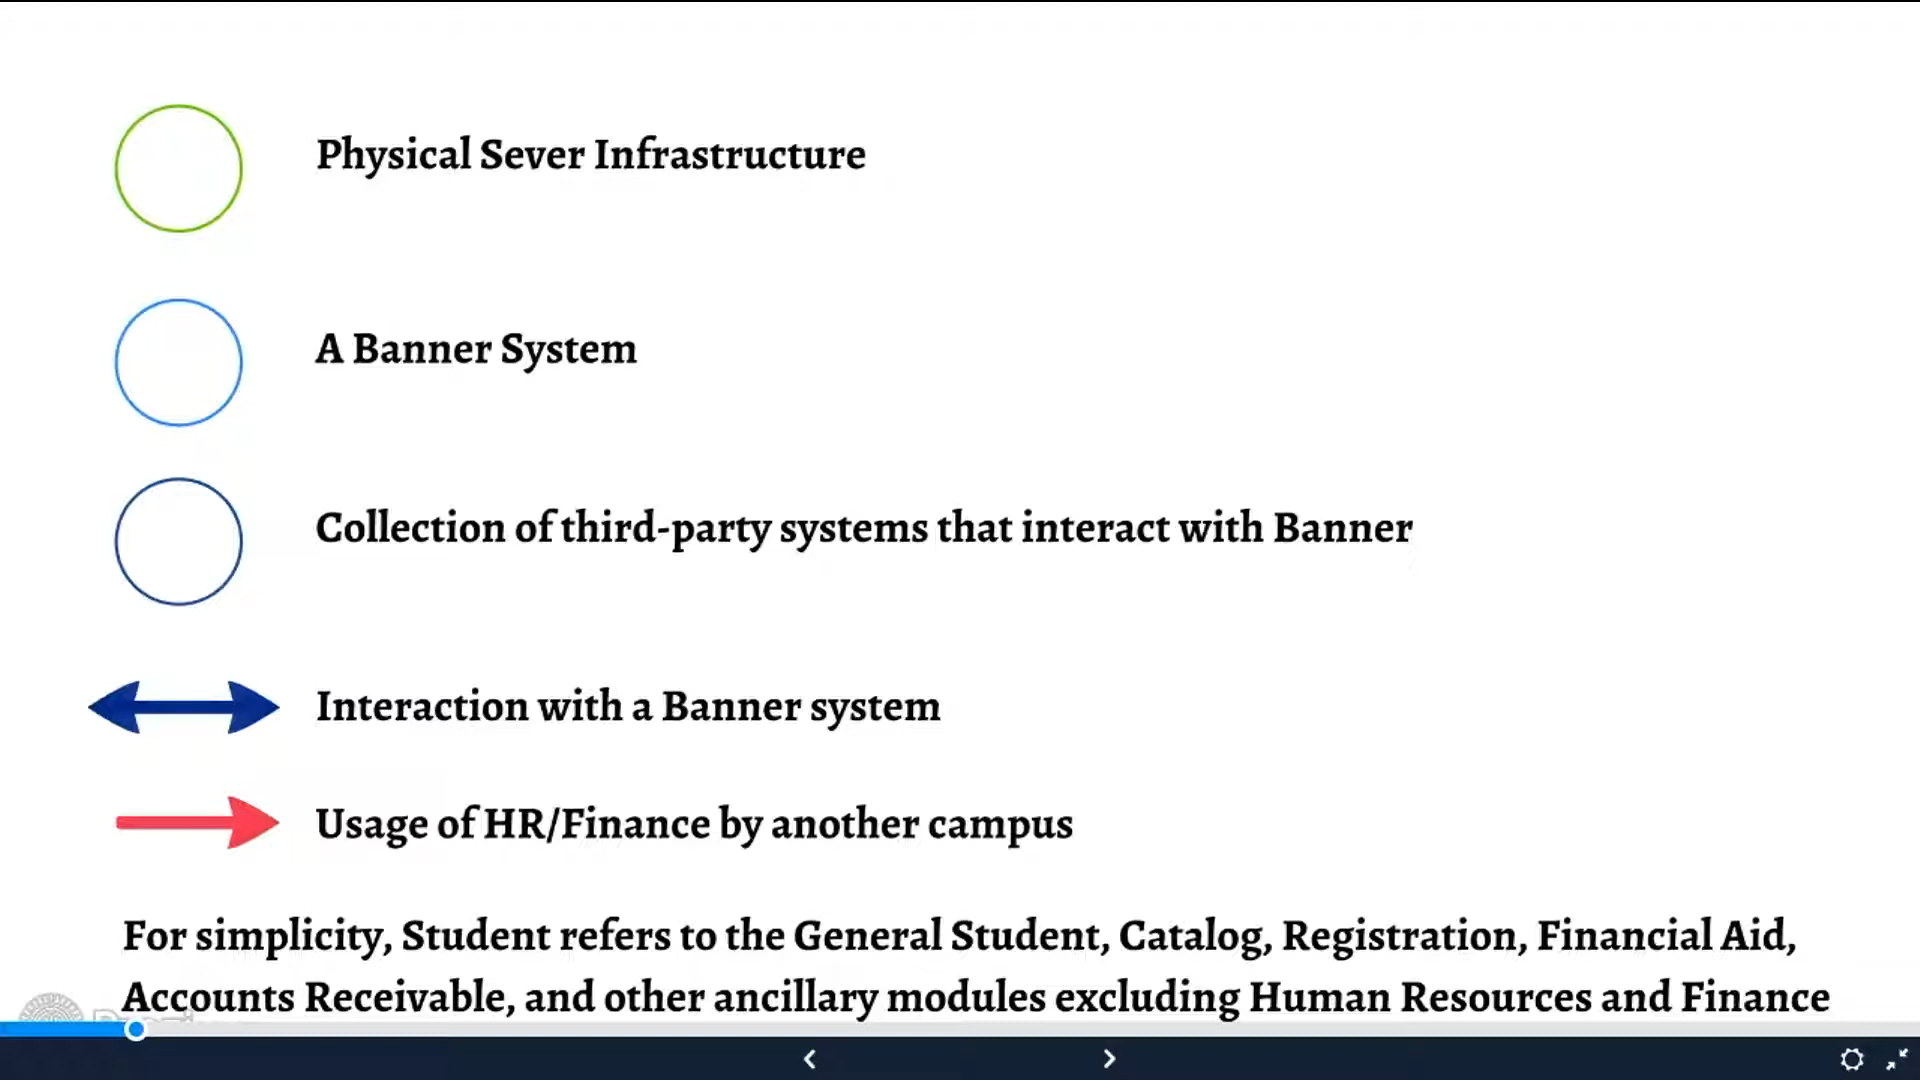 Physical Sever Infrastructure
A Banner System
Collection of third-party systems that interact with Banner
Interaction with a Banner system
Usage of HR/Finance by another campus
For simplicity, Student refers to the General Student, Catalog, Registration, Financial Aid,
Accounts Receivable, and other ancillary modules excluding Human Resources and Finance